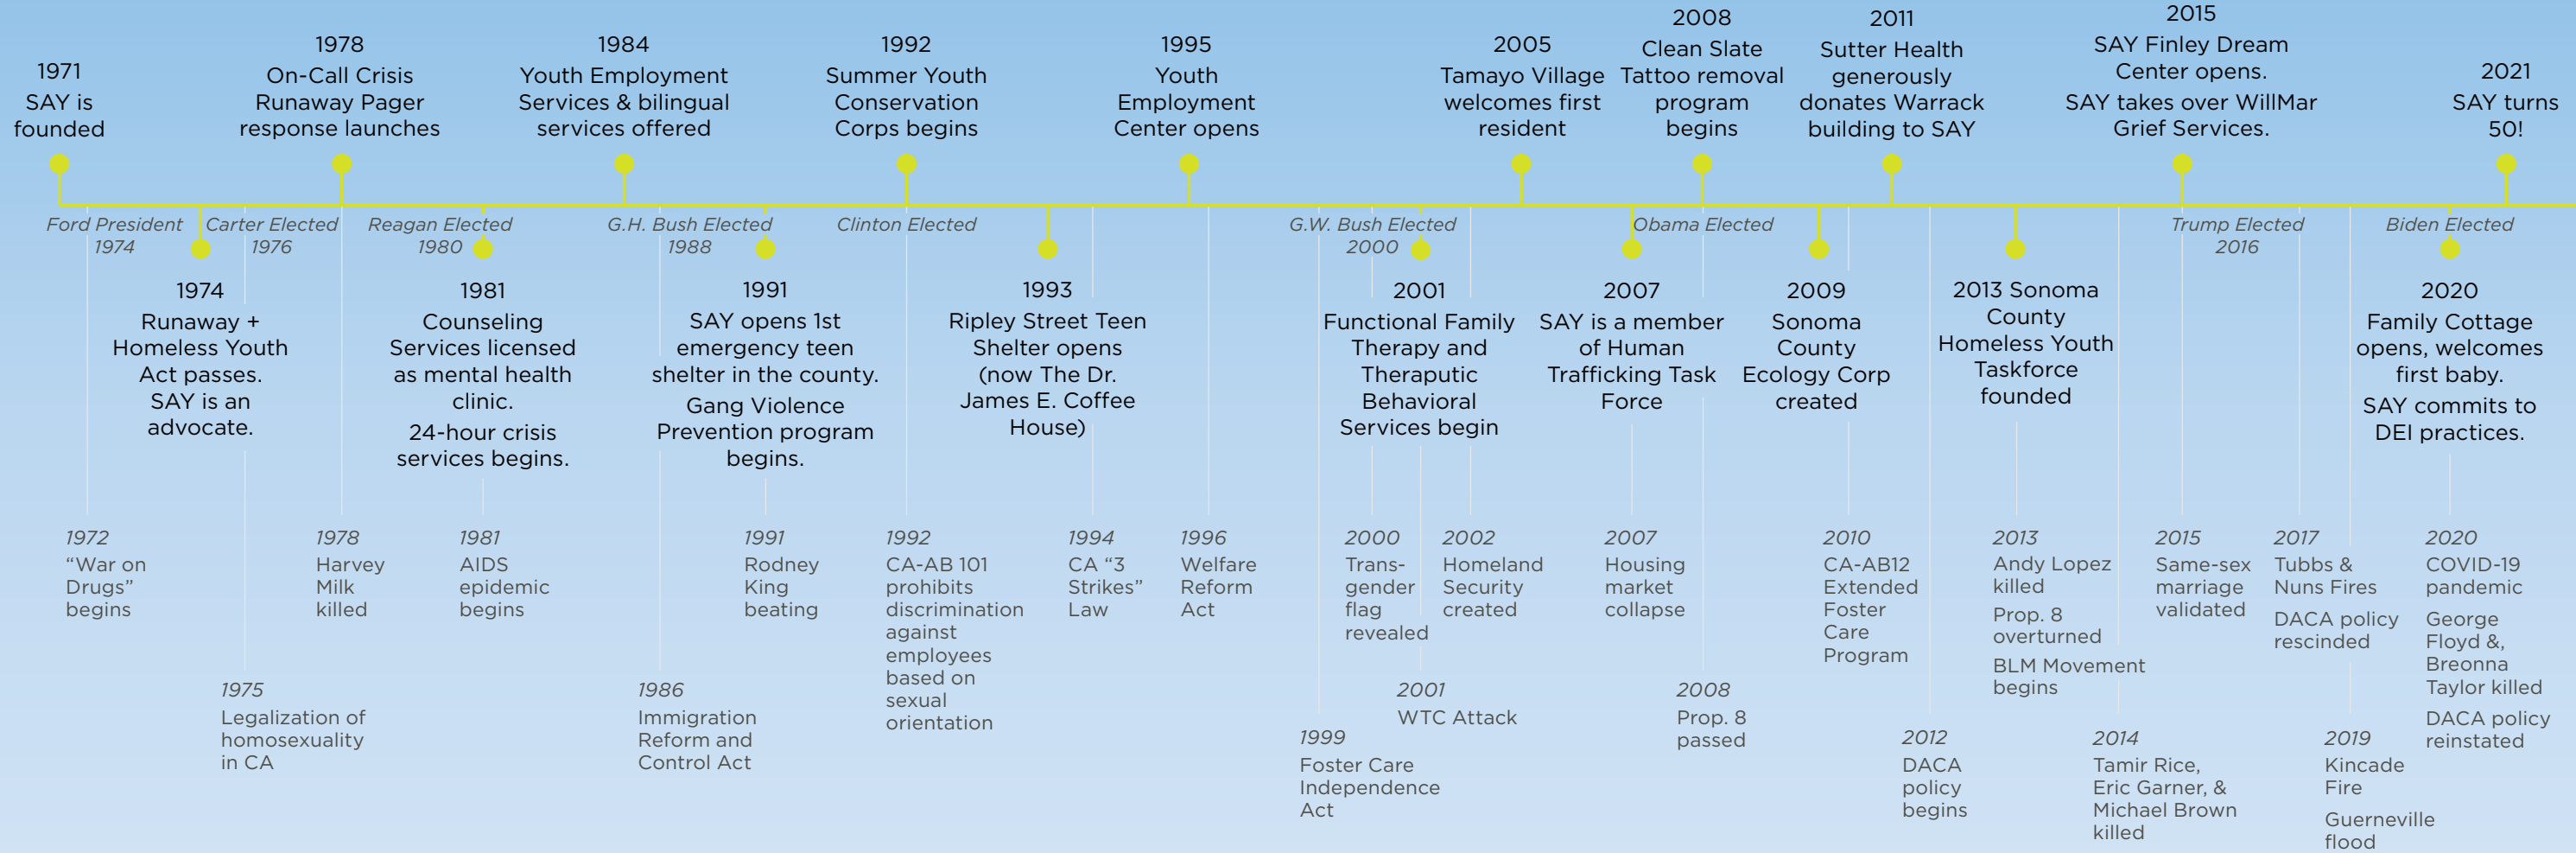 1971
SAY is
founded
1978
On-Call Crisis
Runaway Pager
response launches
1984
Youth Employment
Services & bilingual
services offered
1992
Summer Youth
Conservation
Corps begins
1995
Youth
Employment
Center opens
2005
Tamayo Village
welcomes first
resident
2008
Clean Slate
Tattoo removal
program
begins
2011
Sutter Health
generously
donates Warrack
building to SAY
2015
SAY Finley Dream
Center opens.
SAY takes over WillMar
Grief Services.
2021
SAY turns
50!
Ford President
1974
Carter Elected
1976
Reagan Elected
1980
G.H. Bush Elected
1988
Clinton Elected
G.W. Bush Elected
2000
Obama Elected
Trump Elected
2016
Biden Elected
1974
Runaway +
Homeless Youth
Act passes.
SAY is an
advocate.
1981
Counseling
Services licensed
as mental health
clinic.
24-hour crisis
services begins.
1991
SAY opens 1st
emergency teen
shelter in the county.
Gang Violence
Prevention program
begins.
1993
Ripley Street Teen
Shelter opens
(now The Dr.
James E. Coffee
House)
2001
Functional Family
Therapy and
Theraputic
Behavioral
Services begin
2007
SAY is a member
of Human
Trafficking Task
Force
2009
Sonoma
County
Ecology Corp
created
2013 Sonoma
County
Homeless Youth
Taskforce
founded
2020
Family Cottage
opens, welcomes
first baby.
SAY commits to
DEI practices.
1972
“War on
Drugs”
begins
1975
Legalization of
homosexuality
in CA
1978
Harvey
Milk
killed
1981
AIDS
epidemic
begins
1986
Immigration
Reform and
Control Act
1991
Rodney
King
beating
1992
CA-AB 101
prohibits
discrimination
against
employees
based on
sexual
orientation
1994
CA “3
Strikes”
Law
1996
Welfare
Reform
Act
1999
Foster Care
Independence
Act
2000
Trans-
gender
flag
revealed
2001
WTC Attack
2002
Homeland
Security
created
2007
Housing
market
collapse
2008
Prop. 8
passed
2010
CA-AB12
Extended
Foster
Care
Program
2012
DACA
policy
begins
2013
Andy Lopez
killed
Prop. 8
overturned
BLM Movement
begins
2014
Tamir Rice,
Eric Garner, &
Michael Brown
killed
2015
Same-sex
marriage
validated
2017
Tubbs &
Nuns Fires
DACA policy
rescinded
2019
Kincade
Fire
Guerneville
flood
2020
COVID-19
pandemic
George
Floyd &,
Breonna
Taylor killed
DACA policy
reinstated